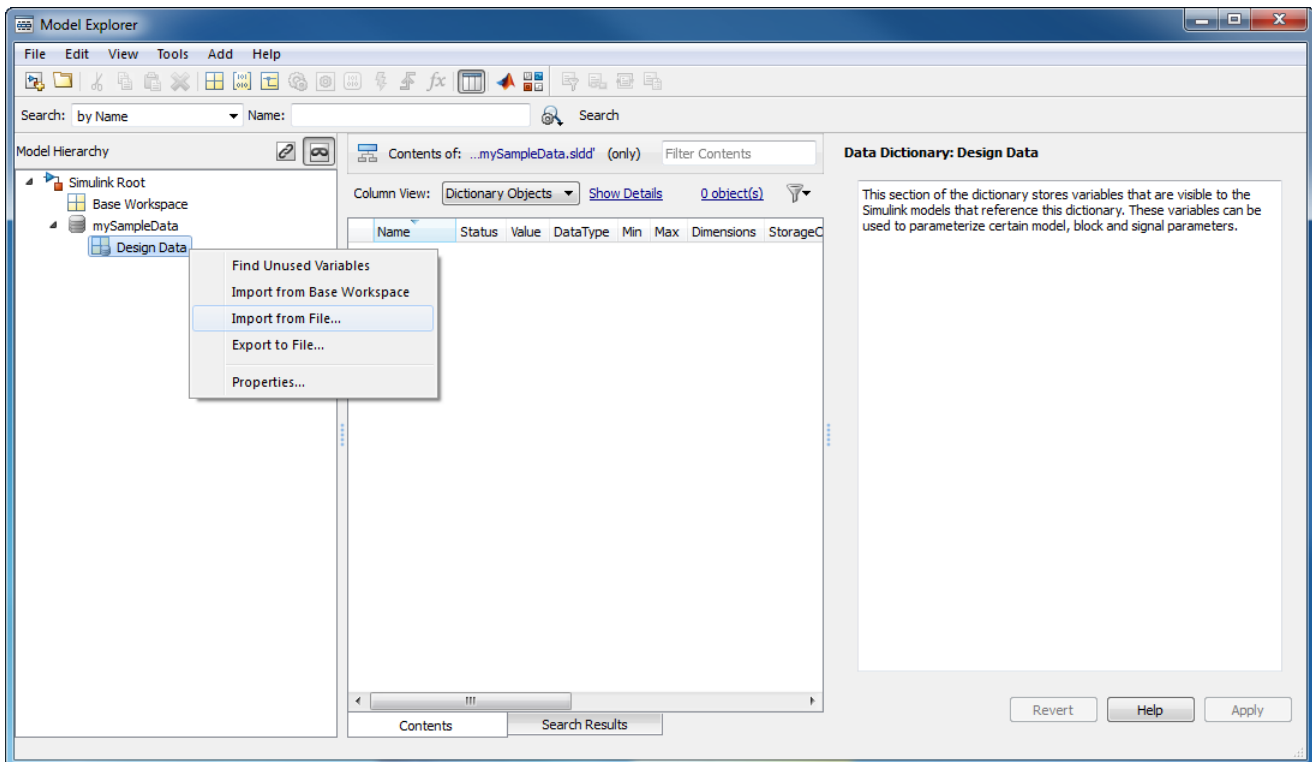 Model Explorer
File Edit View Tools Add Help
fx
Search: by Name Name: Search
Model Hierarchy
Simulink Root
Base Workspace
mySampleData
Design Data
Find Unused Variables
Import from Base Workspace
Import from File...
Export to File...
Properties...
Contents of: ...mySampleData.sldd' (only) Filter Contents
Column View: Dictionary Objects Show Details 0 object(s)
Name Status Value DataType Min Max Dimensions StorageC
Contents Search Results
Data Dictionary: Design Data
This section of the dictionary stores variables that are visible to the
Simulink models that reference this dictionary. These variables can be
used to parameterize certain model, block and signal parameters.
Revert Help Apply